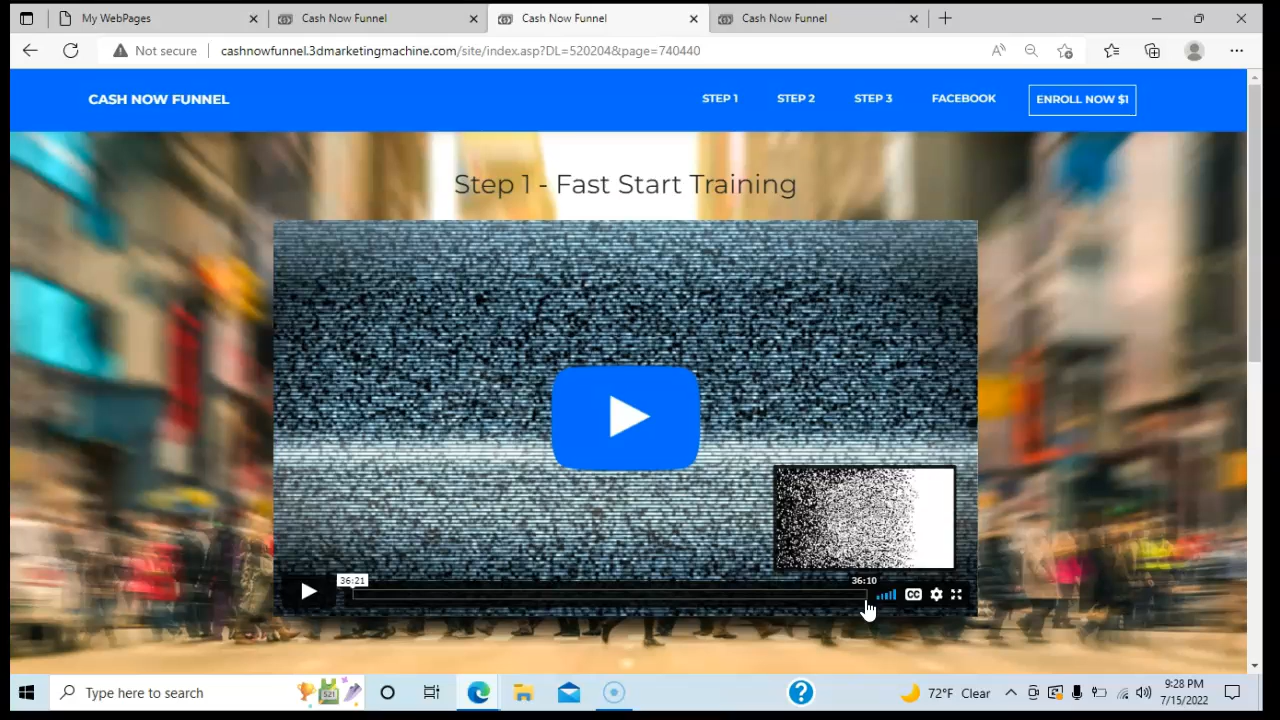 My WebPages
Cash Now Funnel
Cash Now Funnel
Cash Now Funnel
Not secure
cashnowfunnel.3dmarketingmachine.com/site/index.asp?DL=520204&page=740440
CASH NOW FUNNEL
STEP 1
STEP 2
STEP 3
FACEBOOK
ENROLL NOW $1
Step 1 - Fast Start Training
36:21
36:10
CC
Type here to search
72°F Clear
9:28 PM
7/15/2022